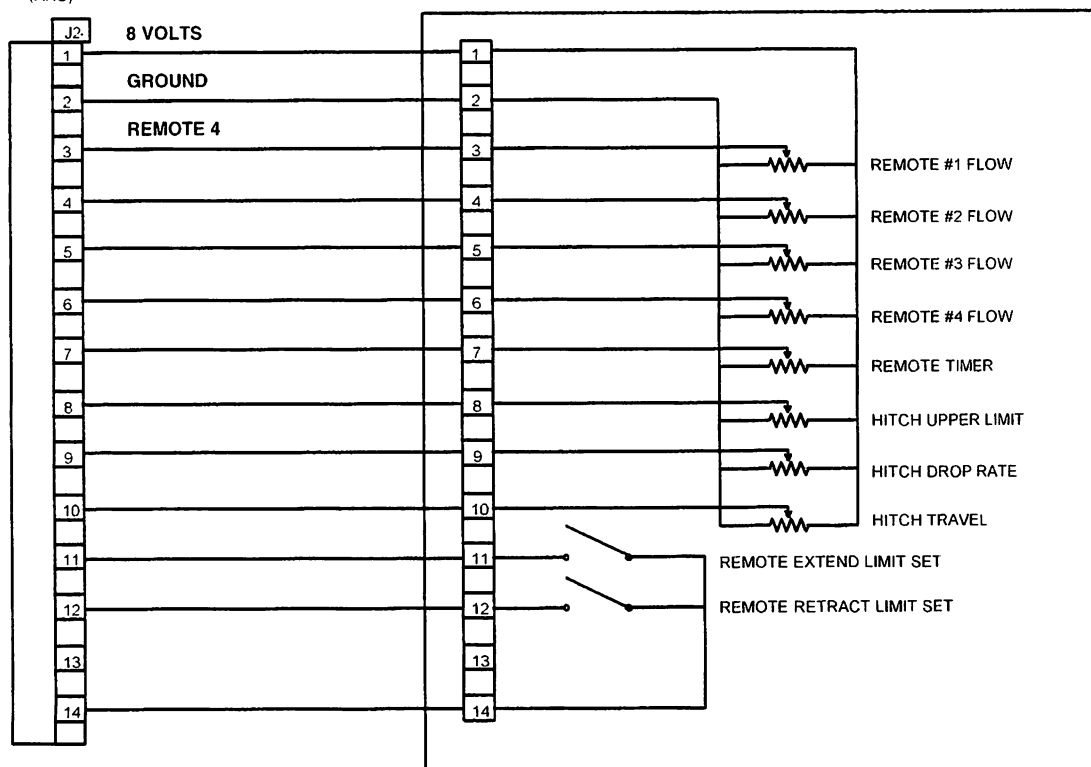 J2-
8 VOLTS
1 1
GROUND
2 2
REMOTE 4
3 3 REMOTE #1 FLOW
4 4 REMOTE #2 FLOW
5 5 REMOTE #3 FLOW
6 6 REMOTE #4 FLOW
7 7 REMOTE TIMER
8 8 HITCH UPPER LIMIT
9 9 HITCH DROP RATE
10 10 HITCH TRAVEL
11 11 REMOTE EXTEND LIMIT SET
12 12 REMOTE RETRACT LIMIT SET
13 13
14 14